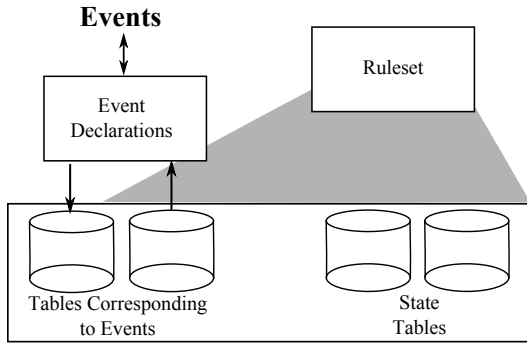 Events
Event
Declarations
Ruleset
Tables Corresponding
to Events
State
Tables